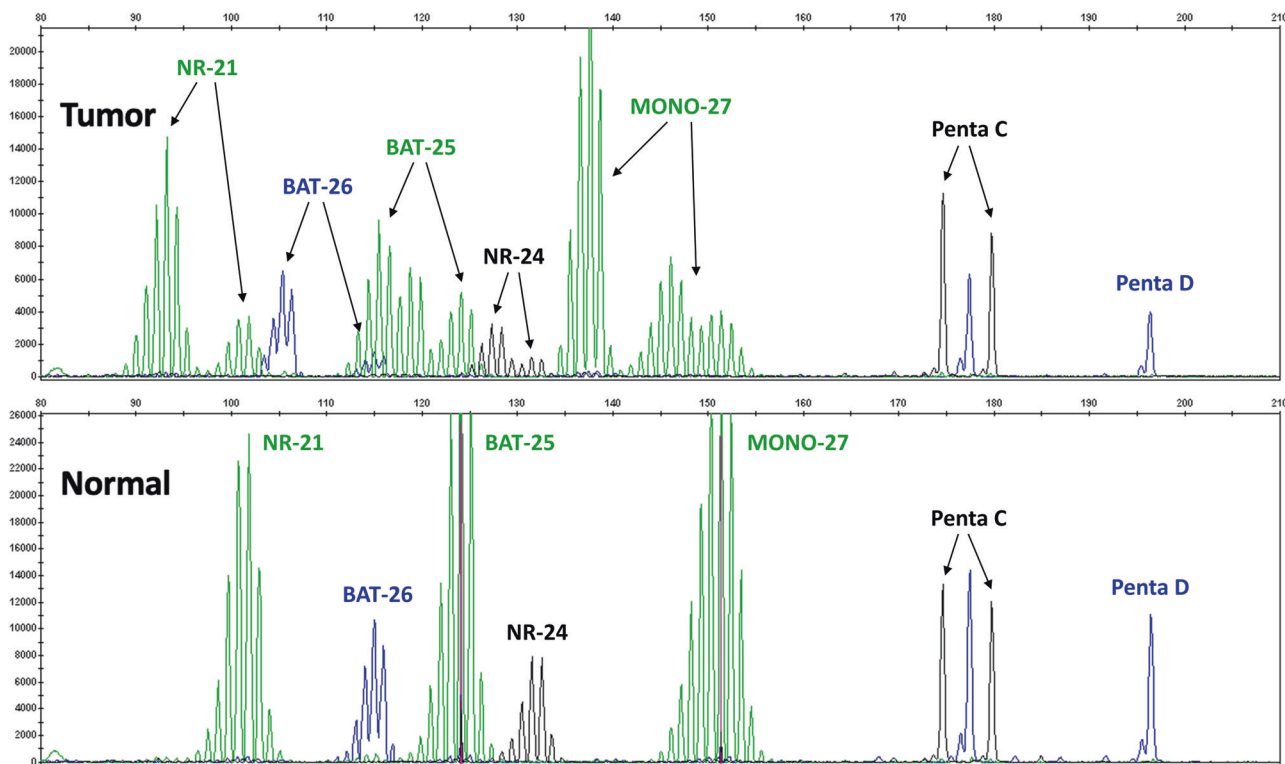 80 90 100 110 120 130 140 150 160 170 180 190 200 210
20000
18000
16000
14000
12000
10000
8000
6000
4000
2000
0
Tumor
NR-21
BAT-26
BAT-25
NR-24
MONO-27
Penta C
Penta D
80 90 100 110 120 130 140 150 160 170 180 190 200 210
26000
24000
22000
20000
18000
16000
14000
12000
10000
8000
6000
4000
2000
0
Normal
NR-21
BAT-26
BAT-25
NR-24
MONO-27
Penta C
Penta D